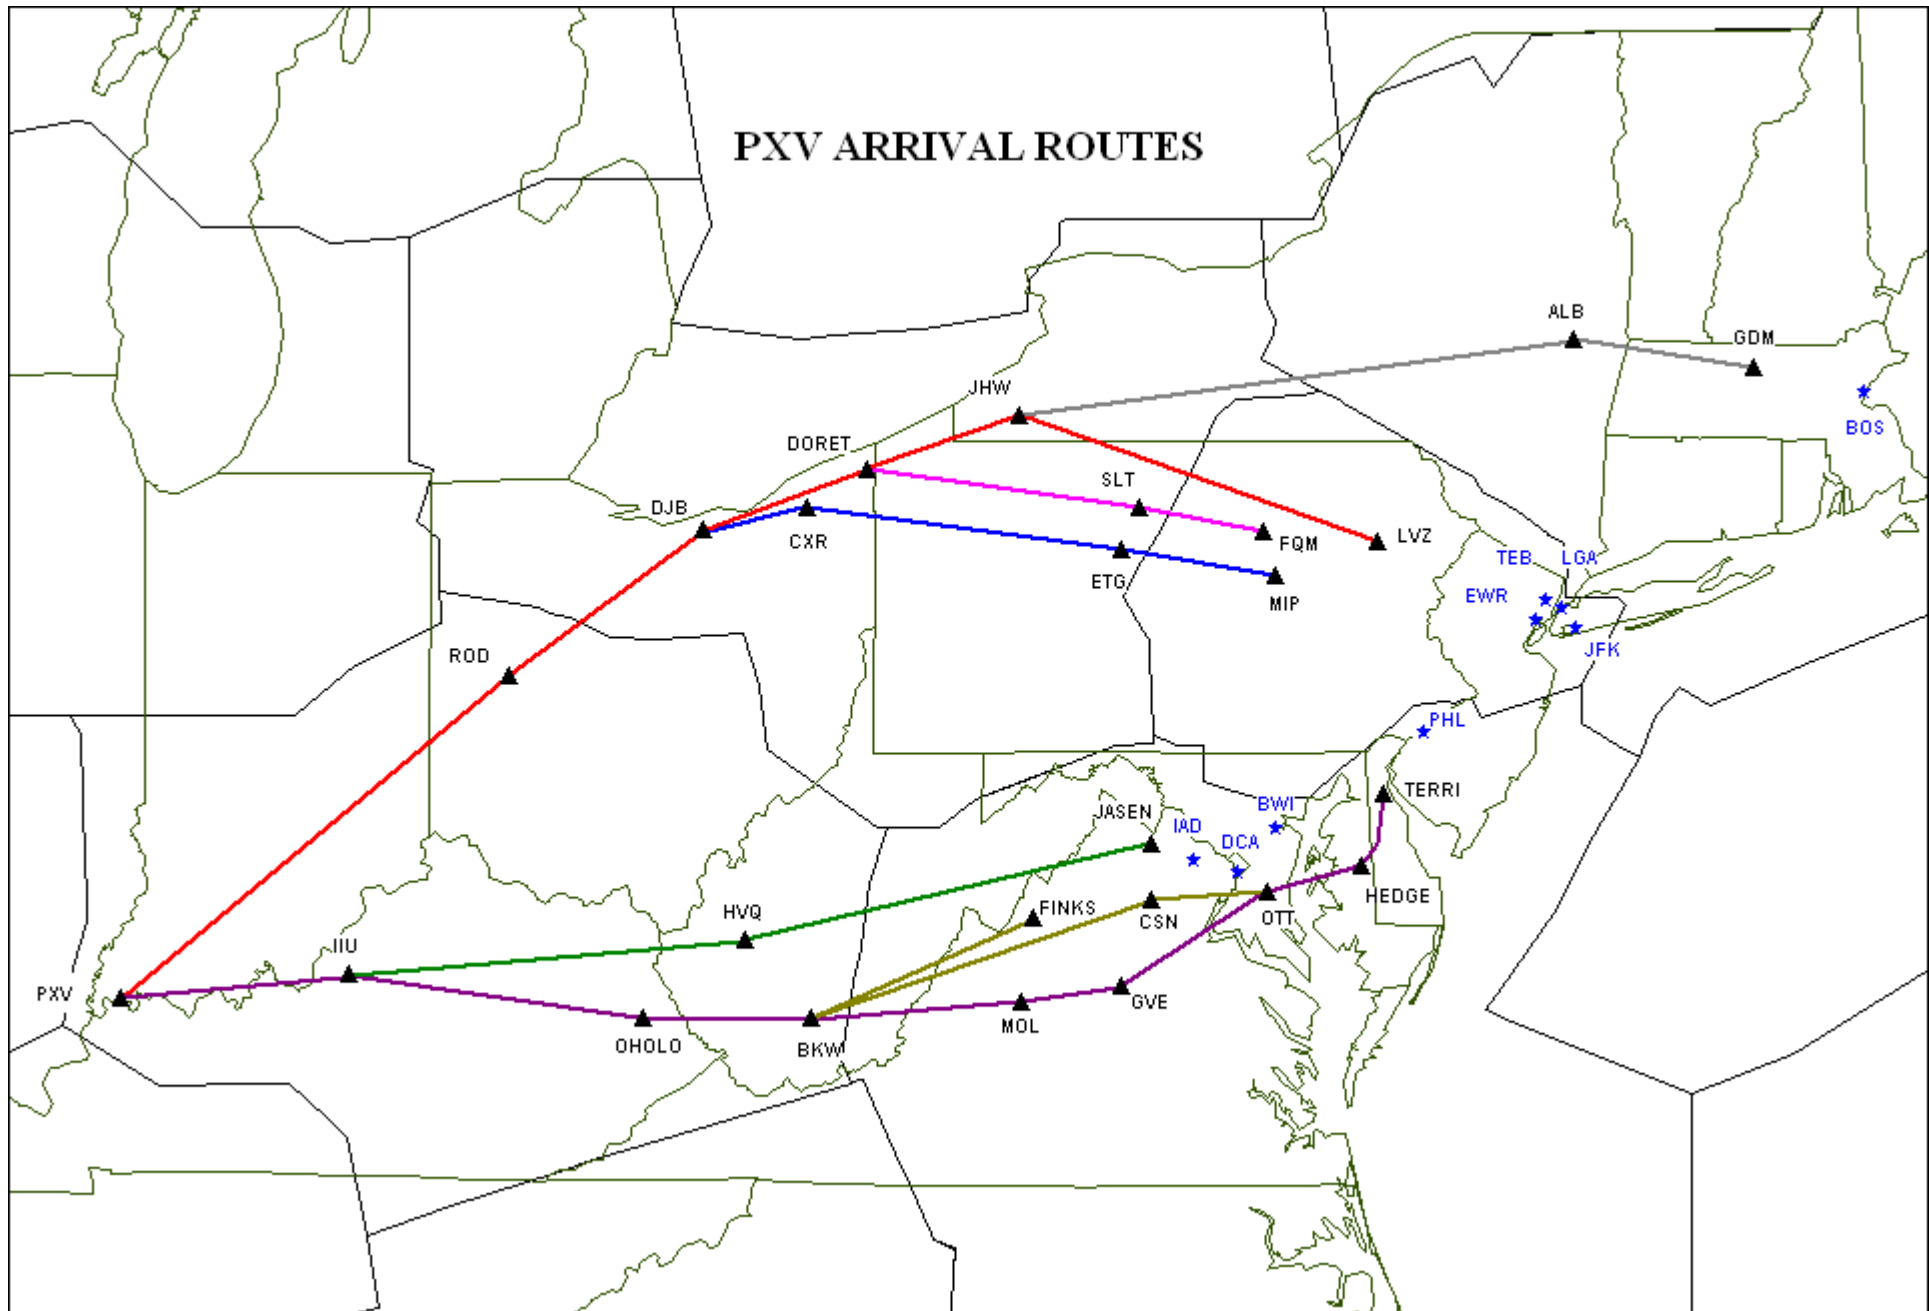 PXV ARRIVAL ROUTES
ALB
GDM
JHW
BOS
DORET
SLT
DJB
CXR
FQM
LVZ
TEB
LGA
ETG
MIP
EWR
JFK
ROD
PHL
TERRI
BWI
JASEN
IAD
DCA
HEDGE
HVQ
FINKS
CSN
OTT
IIU
PXV
GVE
MOL
OHOLO
BKW